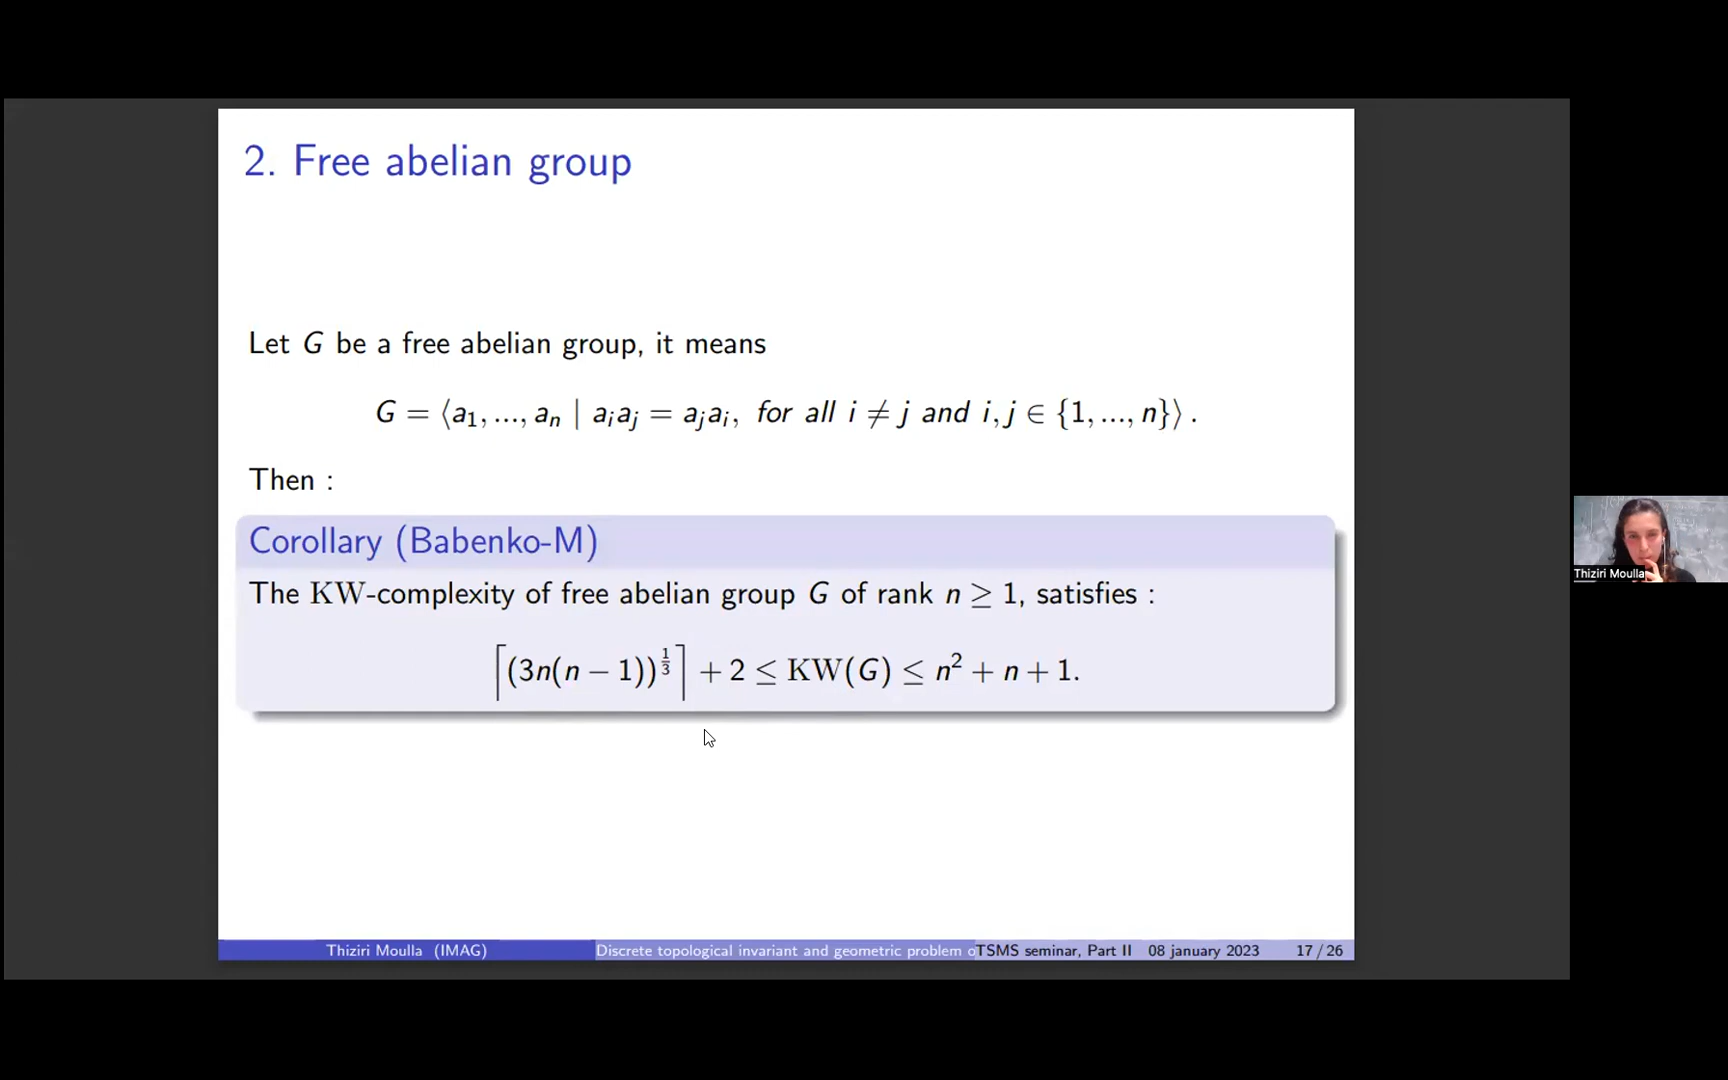 2. Free abelian group
Let G be a free abelian group, it means
G = ⟨a₁, ..., aₙ | aᵢaⱼ = aⱼaᵢ, for all i ≠ j and i, j ∈ {1, ..., n}⟩ .
Then :
Corollary (Babenko-M)
The KW-complexity of free abelian group G of rank n ≥ 1, satisfies :
⌈(3n(n − 1))^{1/3}⌉ + 2 ≤ KW(G) ≤ n² + n + 1.
Thiziri Moulla
Thiziri Moulla (IMAG) Discrete topological invariant and geometric problem o TSMS seminar, Part II 08 january 2023 17 / 26